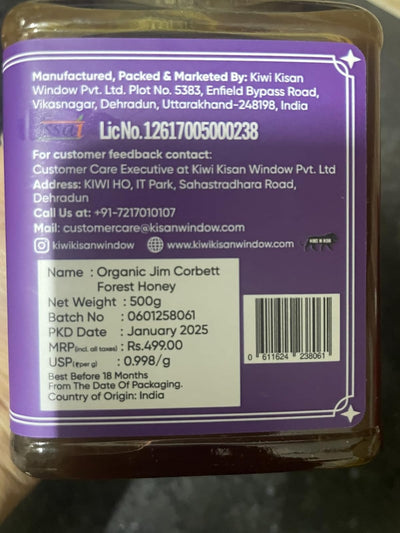 Manufactured, Packed & Marketed By: Kiwi Kisan
Window Pvt. Ltd. Plot No. 5383, Enfield Bypass Road,
Vikasnagar, Dehradun, Uttarakhand-248198, India
fssai LicNo.12617005000238
For customer feedback contact:
Customer Care Executive at Kiwi Kisan Window Pvt. Ltd
Address: KIWI HO, IT Park, Sahastradhara Road,
Dehradun
Call Us at: +91-7217010107
Mail: customercare@kisanwindow.com
kiwikisanwindow www.kiwikisanwindow.com
Name : Organic Jim Corbett
Forest Honey
Net Weight : 500g
Batch No : 0601258061
PKD Date : January 2025
MRP(incl. all taxes) : Rs.499.00
USP(₹per g) : 0.998/g
Best Before 18 Months
From The Date Of Packaging.
Country of Origin: India
0 611624 238061